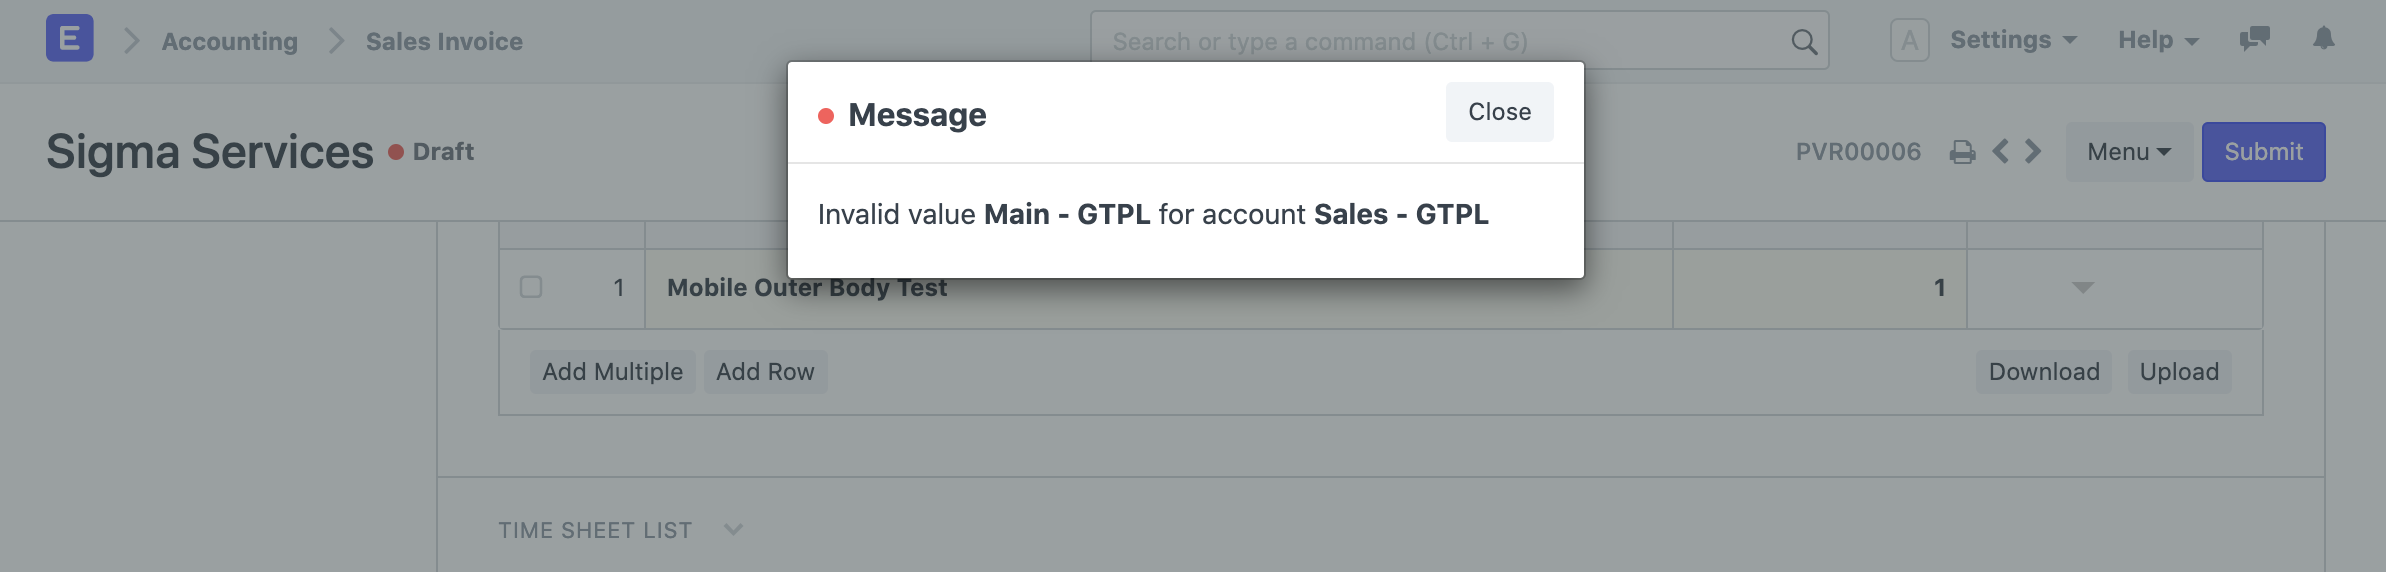 E
Accounting
Sales Invoice
Search or type a command (Ctrl + G)
A
Settings
Help
Message
Close
Invalid value Main - GTPL for account Sales - GTPL
Sigma Services
Draft
PVR00006
Menu
Submit
1
Mobile Outer Body Test
1
Add Multiple
Add Row
Download
Upload
TIME SHEET LIST